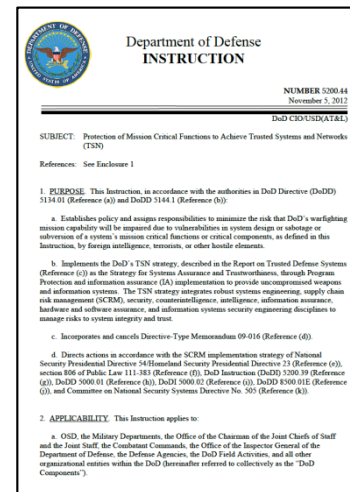 Department of Defense
INSTRUCTION
NUMBER 5200.44
November 5, 2012
DoD CIO/USD(AT&L)
SUBJECT: Protection of Mission Critical Functions to Achieve Trusted Systems and Networks
(TSN)
References: See Enclosure 1
1. PURPOSE. This Instruction, in accordance with the authorities in DoD Directive (DoDD)
5134.01 (Reference (a)) and DoDD 5144.1 (Reference (b)):
a. Establishes policy and assigns responsibilities to minimize the risk that DoD's warfighting
mission capability will be impaired due to vulnerabilities in system design or sabotage or
subversion of a system's mission critical functions or critical components, as defined in this
Instruction, by foreign intelligence, terrorists, or other hostile elements.
b. Implements the DoD's TSN strategy, described in the Report on Trusted Defense Systems
(Reference (c)) as the Strategy for Systems Assurance and Trustworthiness, through Program
Protection and information assurance (IA) implementation to provide uncompromised weapons
and information systems. The TSN strategy integrates robust systems engineering, supply chain
risk management (SCRM), security, counterintelligence, intelligence, information assurance,
hardware and software assurance, and information systems security engineering disciplines to
manage risks to system integrity and trust.
c. Incorporates and cancels Directive-Type Memorandum 09-016 (Reference (d)).
d. Directs actions in accordance with the SCRM implementation strategy of National
Security Presidential Directive 54/Homeland Security Presidential Directive 23 (Reference (e)),
section 806 of Public Law 111-383 (Reference (f)), DoD Instruction (DoDI) 5200.39 (Reference
(g)), DoDD 5000.01 (Reference (h)), DoDI 5000.02 (Reference (i)), DoDD 8500.01E (Reference
(j)), and Committee on National Security Systems Directive No. 505 (Reference (k)).
2. APPLICABILITY. This Instruction applies to:
a. OSD, the Military Departments, the Office of the Chairman of the Joint Chiefs of Staff
and the Joint Staff, the Combatant Commands, the Office of the Inspector General of the
Department of Defense, the Defense Agencies, the DoD Field Activities, and all other
organizational entities within the DoD (hereinafter referred to collectively as the "DoD
Components").